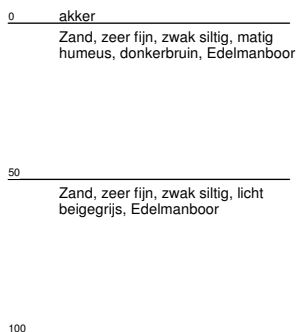 0 akker
Zand, zeer fijn, zwak siltig, matig
humeus, donkerbruin, Edelmanboor
50
Zand, zeer fijn, zwak siltig, licht
beigegrijs, Edelmanboor
100